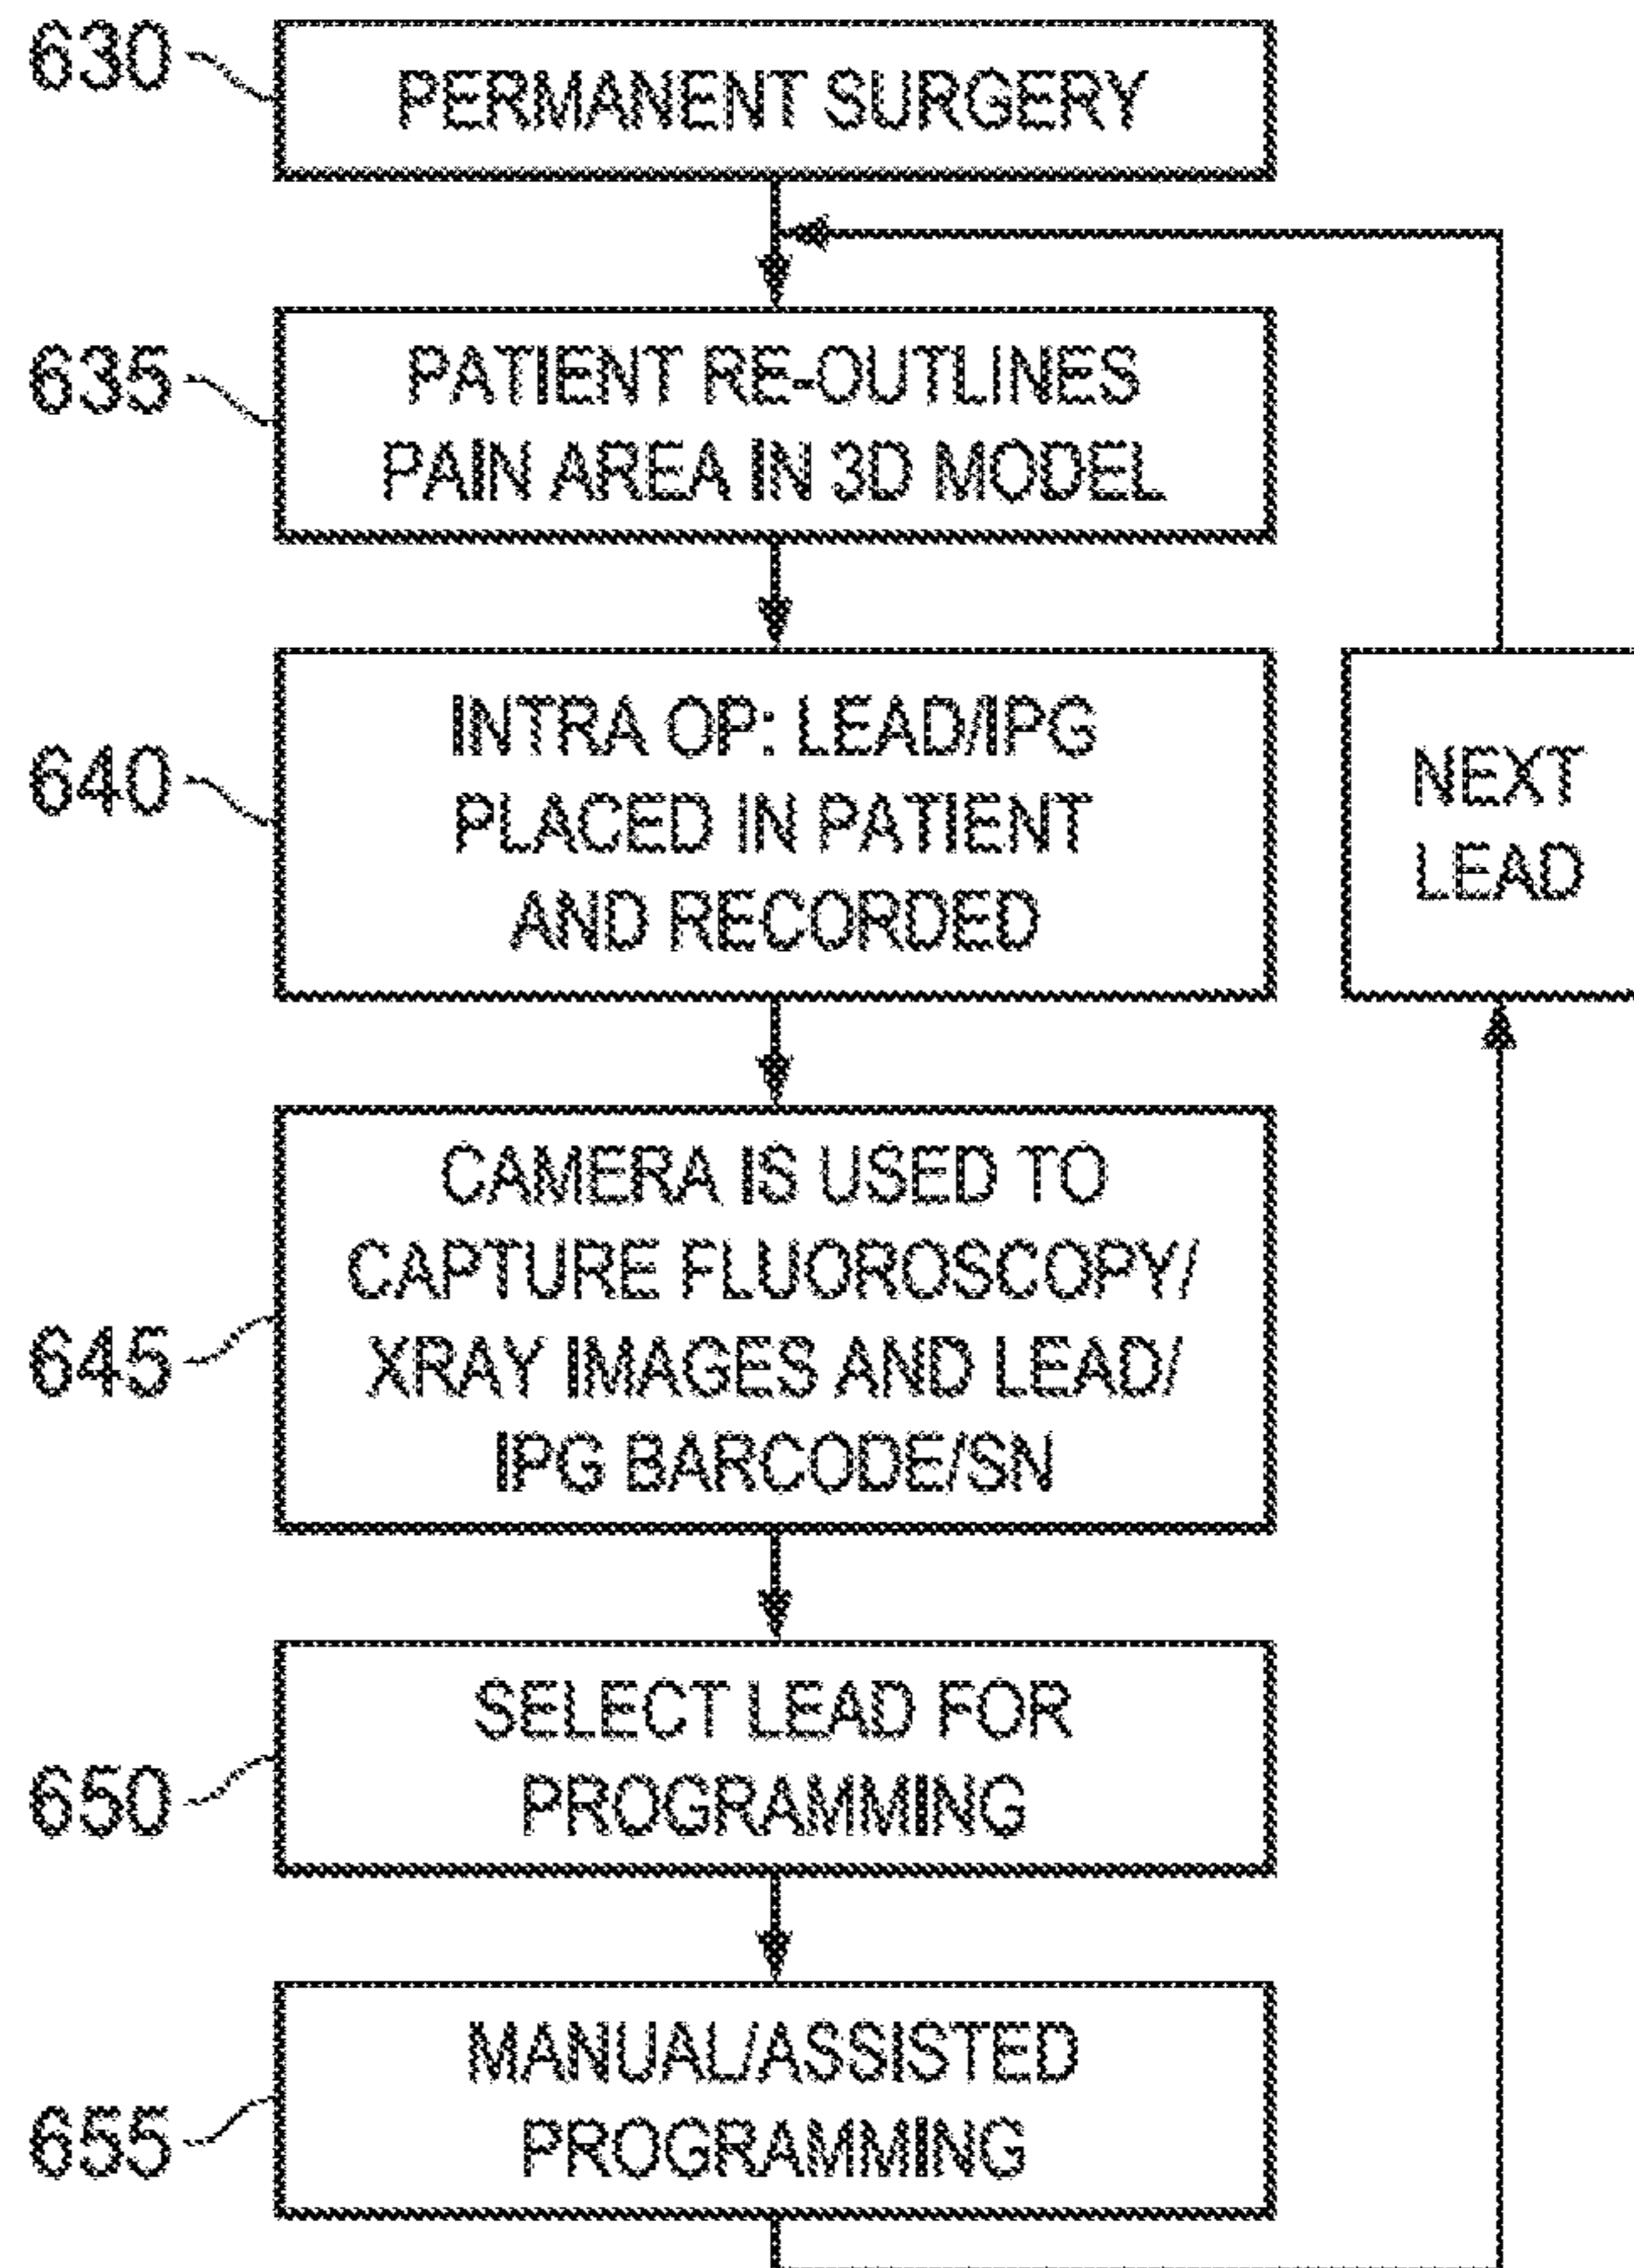 630
PERMANENT SURGERY
635
PATIENT RE-OUTLINES
PAIN AREA IN 3D MODEL
640
INTRA OP: LEAD/IPG
PLACED IN PATIENT
AND RECORDED
NEXT
LEAD
645
CAMERA IS USED TO
CAPTURE FLUOROSCOPY/
XRAY IMAGES AND LEAD/
IPG BARCODE/SN
650
SELECT LEAD FOR
PROGRAMMING
655
MANUAL/ASSISTED
PROGRAMMING